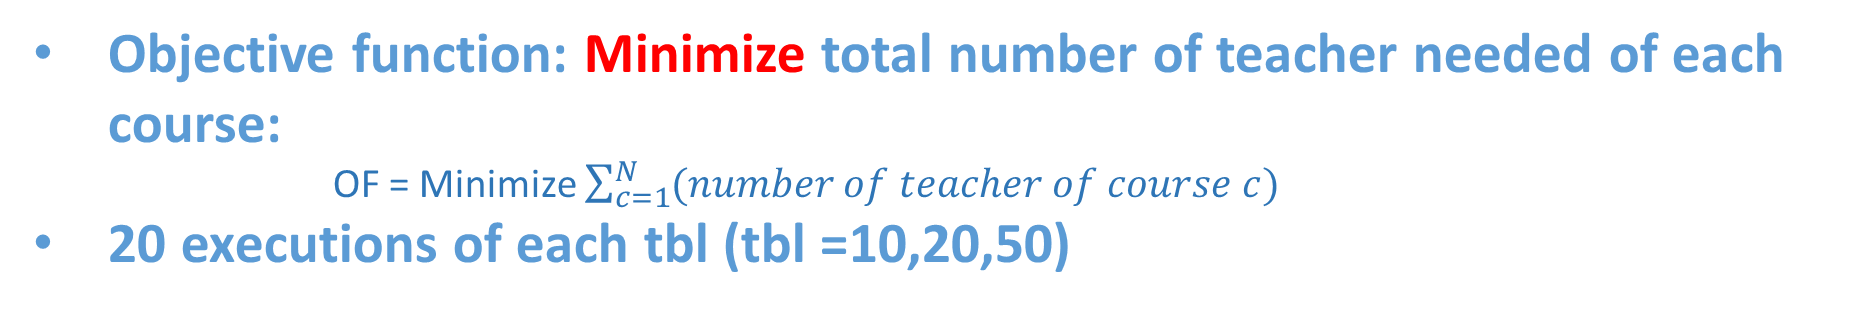 • Objective function: Minimize total number of teacher needed of each
course:
OF = Minimize ∑_{c=1}^{N}(number of teacher of course c)
• 20 executions of each tbl (tbl =10,20,50)